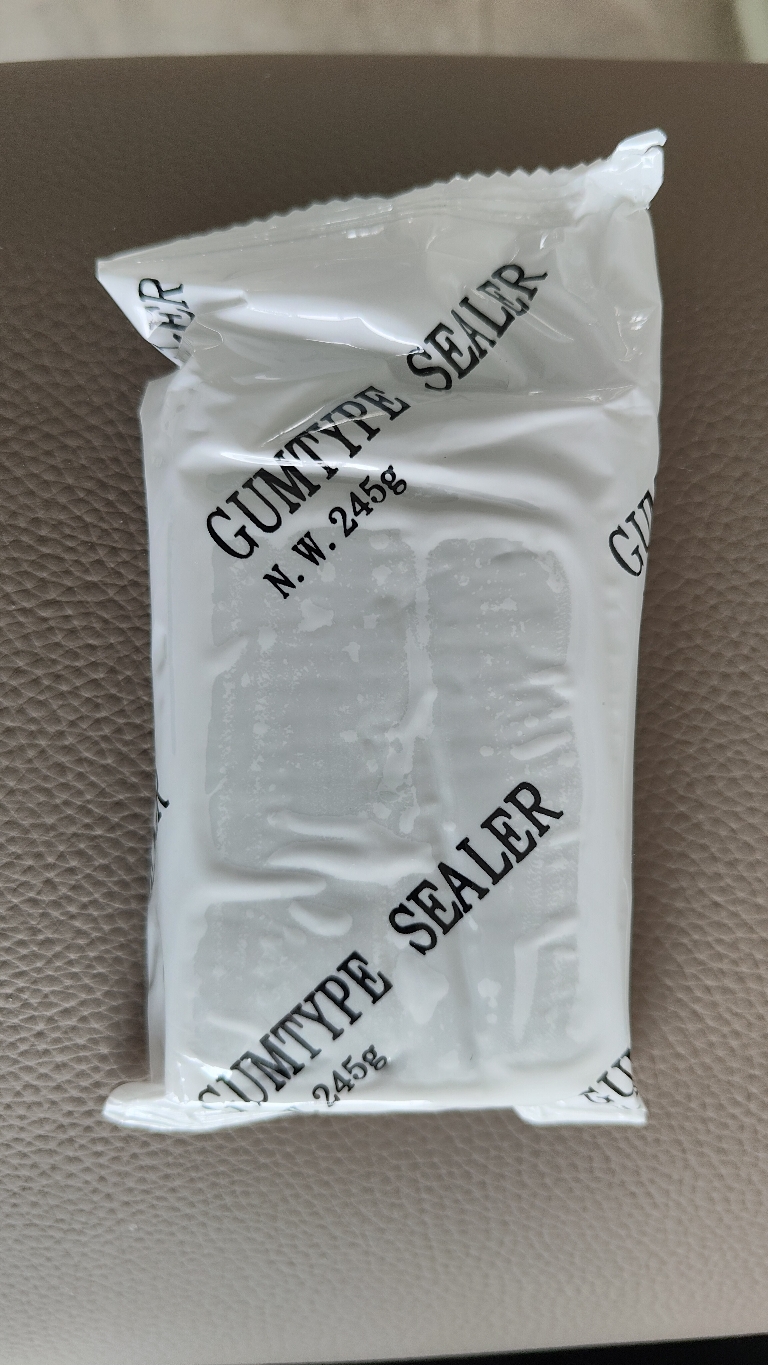 GUMTYPE SEALER
N. W. 245g
GUMTYPE SEALER
245g